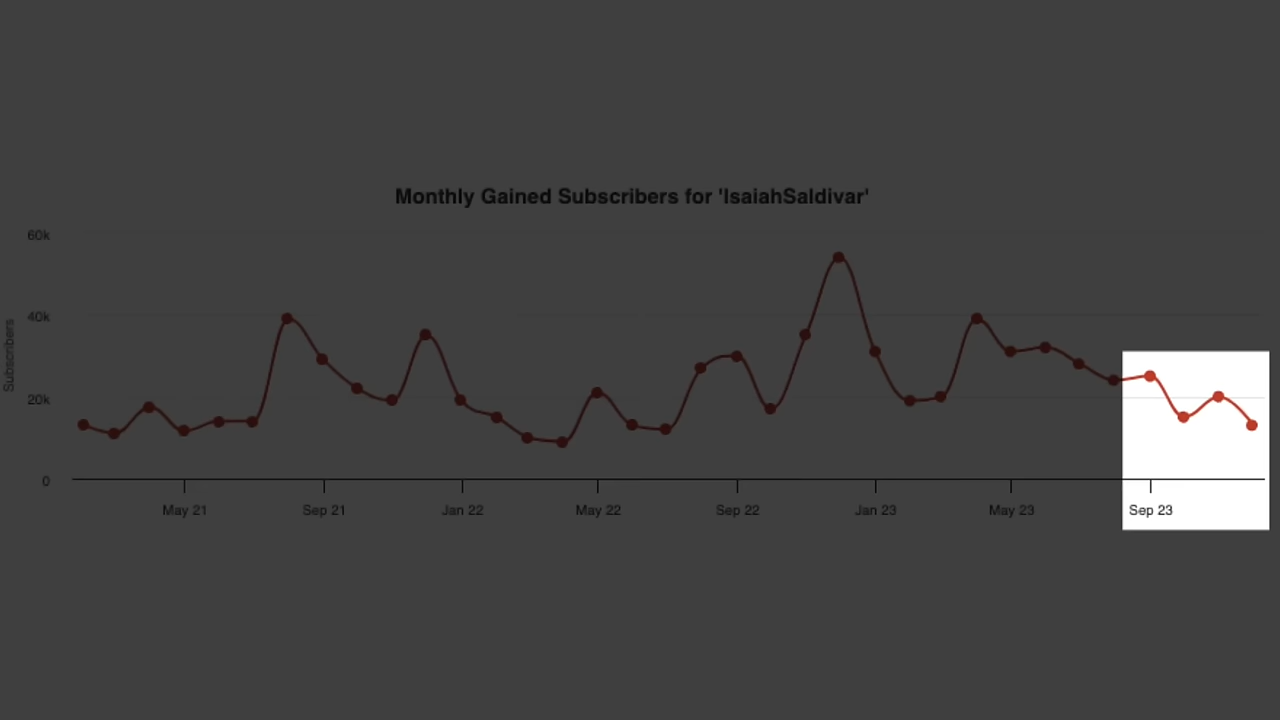 Monthly Gained Subscribers for 'IsaiahSaldivar'
60k
40k
20k
0
Subscribers
May 21
Sep 21
Jan 22
May 22
Sep 22
Jan 23
May 23
Sep 23